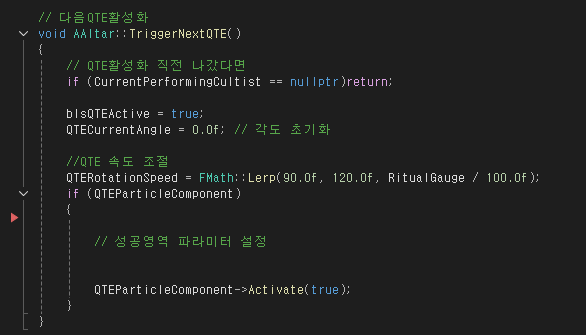 // 다음QTE활성화
void AAltar::TriggerNextQTE()
{
// QTE활성화 직전 나갔다면
if (CurrentPerformingCultist == nullptr)return;
bIsQTEActive = true;
QTECurrentAngle = 0.0f; // 각도 초기화
//QTE 속도 조절
QTERotationSpeed = FMath::Lerp(90.0f, 120.0f, RitualGauge / 100.0f);
if (QTEParticleComponent)
{
// 성공영역 파라미터 설정
QTEParticleComponent->Activate(true);
}
}